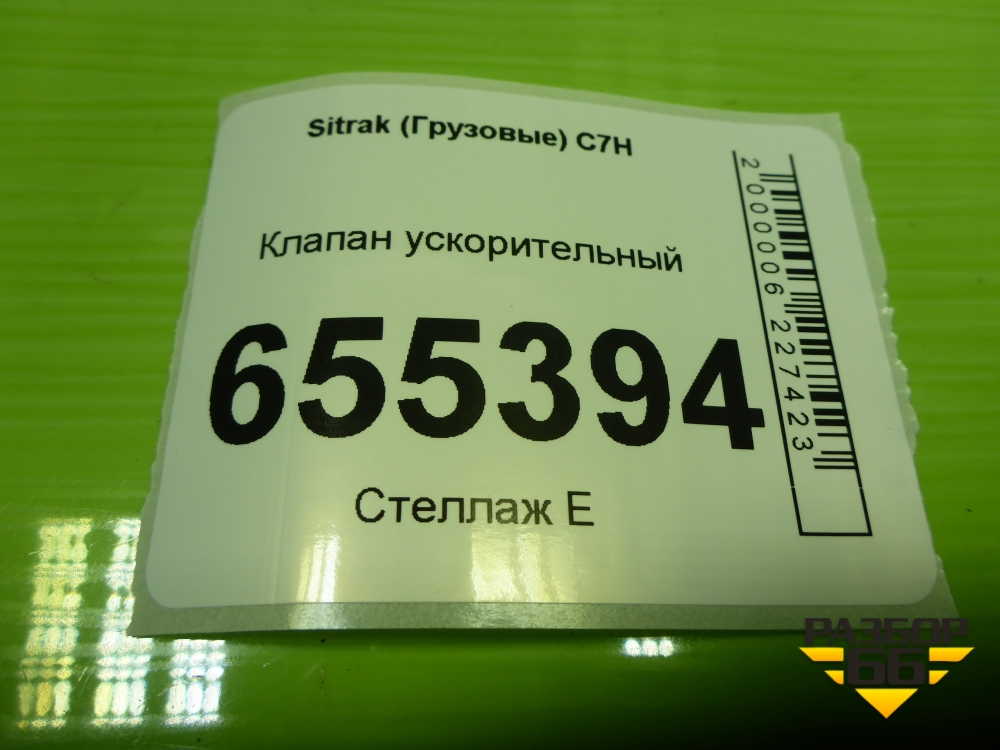 Sitrak (Грузовые) C7H
Клапан ускорительный
655394
Стеллаж Е
2000006227423
РАЗБОР
66